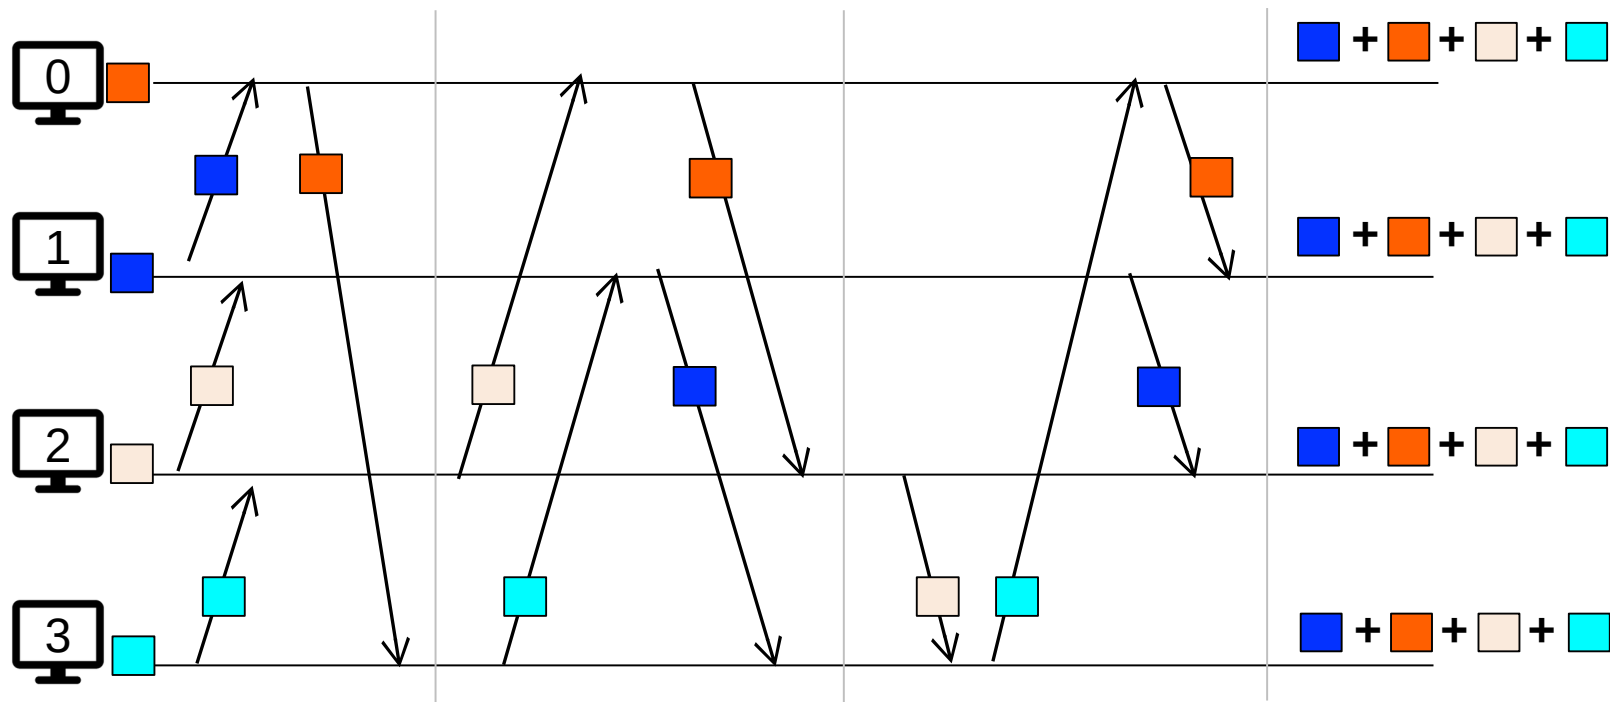 0
+ + +
1
+ + +
2
+ + +
3
+ + +